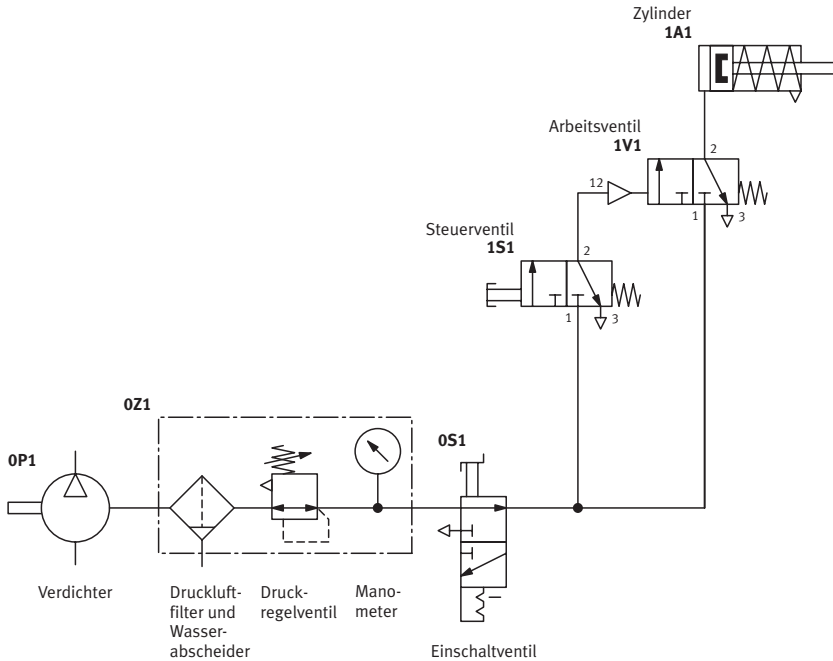 Zylinder
1A1
Arbeitsventil
1V1
2
12
1
3
Steuerventil
1S1
2
1
3
0Z1
0P1
0S1
Verdichter
Druckluft-
filter und
Wasser-
abscheider
Druck-
regelventil
Mano-
meter
Einschaltventil